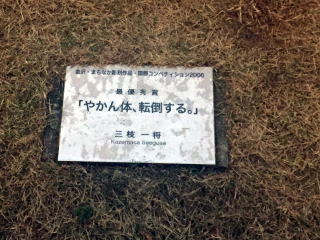 金沢・まちなか彫刻作品・国際コンペティション2006
最優秀賞
「やかん体、転倒する。」
三枝 一将
Kazumasa Saegusa